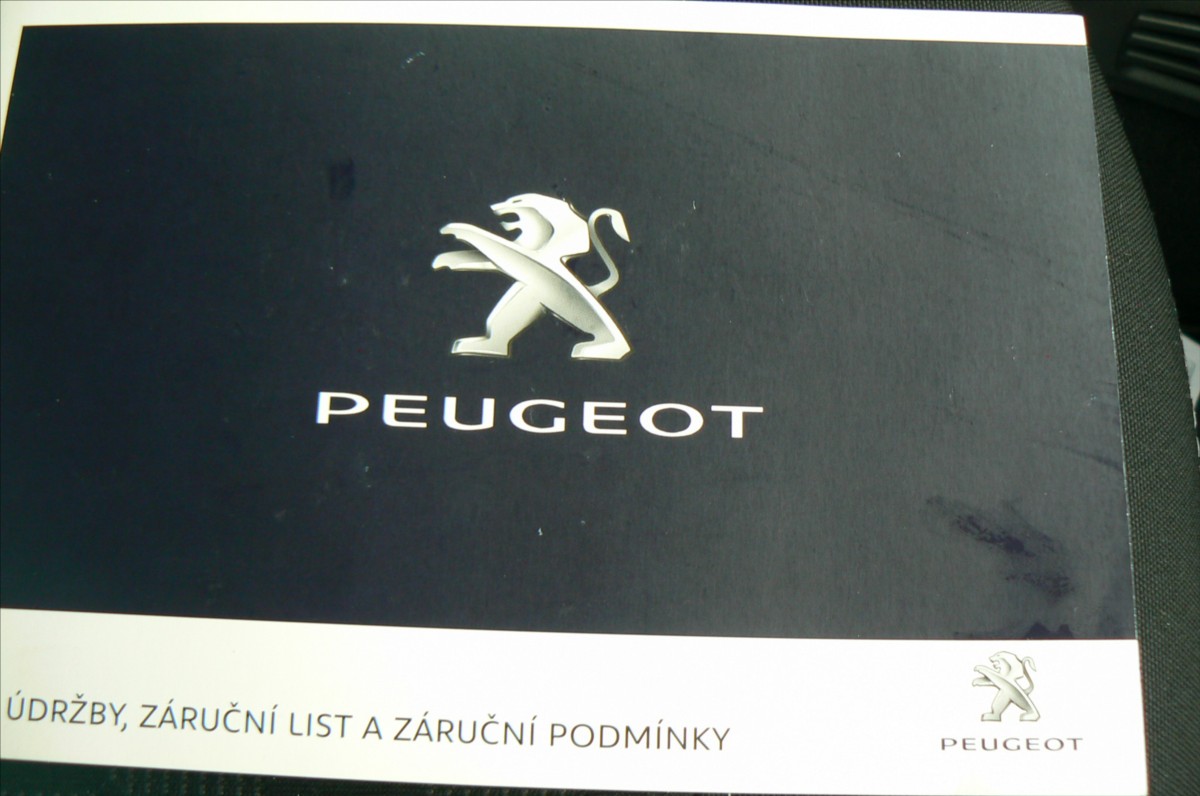 PEUGEOT
ÚDRŽBY, ZÁRUČNÍ LIST A ZÁRUČNÍ PODMÍNKY
PEUGEOT